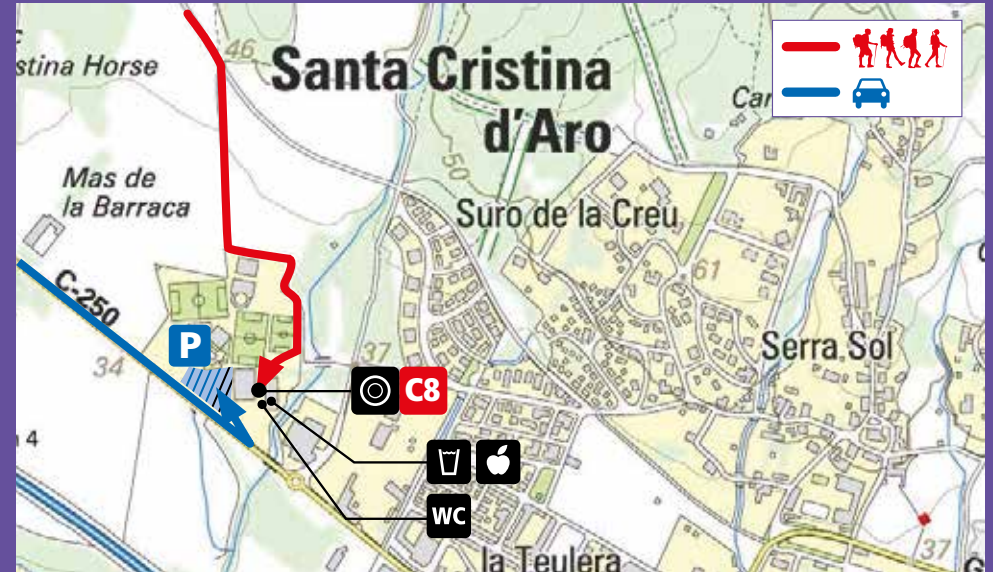 46
stina Horse
Santa Cristina
d'Aro
Car
50
Mas de
la Barraca
Suro de la Creu
61
C-250
P
34
37
Serra Sol
C8
4
WC
la Teulera
37
G